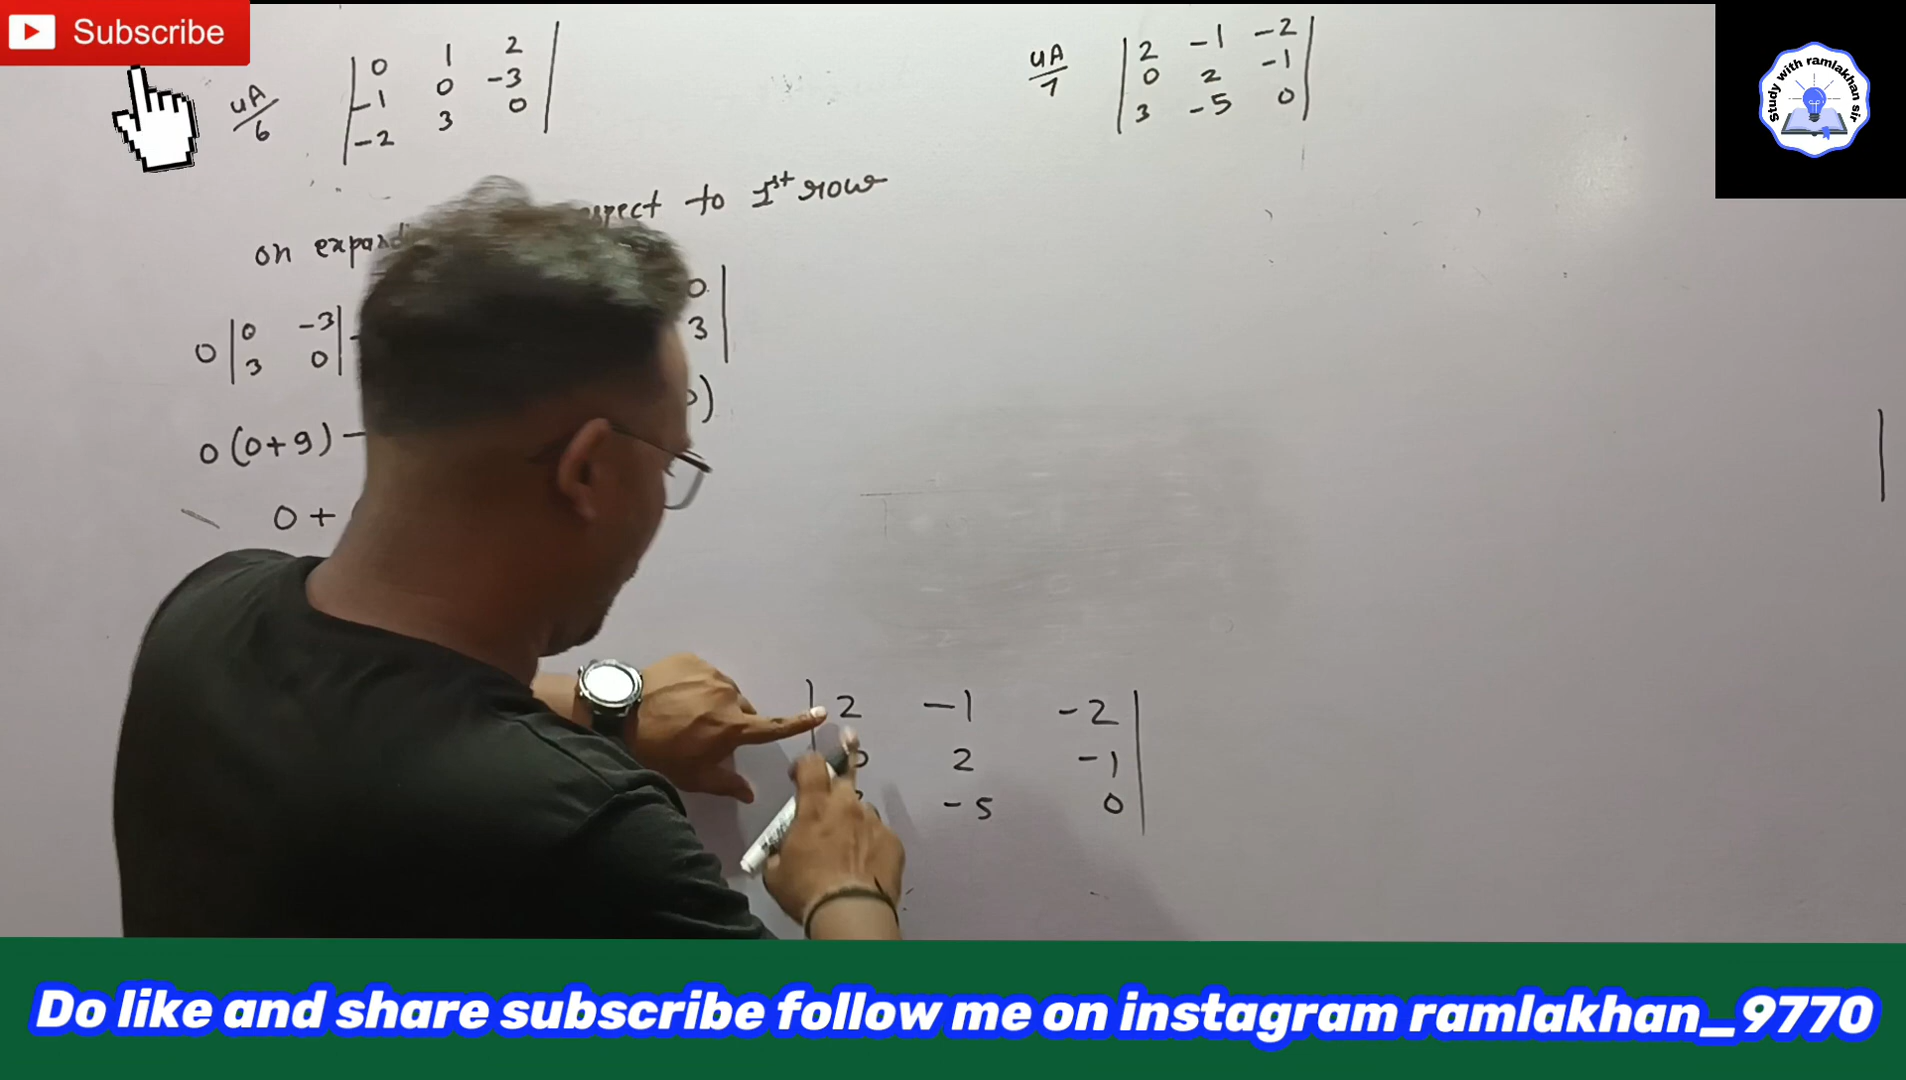 Subscribe
Study with ramlakhan sir
uA/6
0 1 2
-1 0 -3
-2 3 0
uA/7
2 -1 -2
0 2 -1
3 -5 0
on to 1st row
0 | 0 -3 | 0
3 0 3
0 (0+9) - )
0 +
2 -1 -2
2 -1
-5 0
Do like and share subscribe follow me on instagram ramlakhan_9770